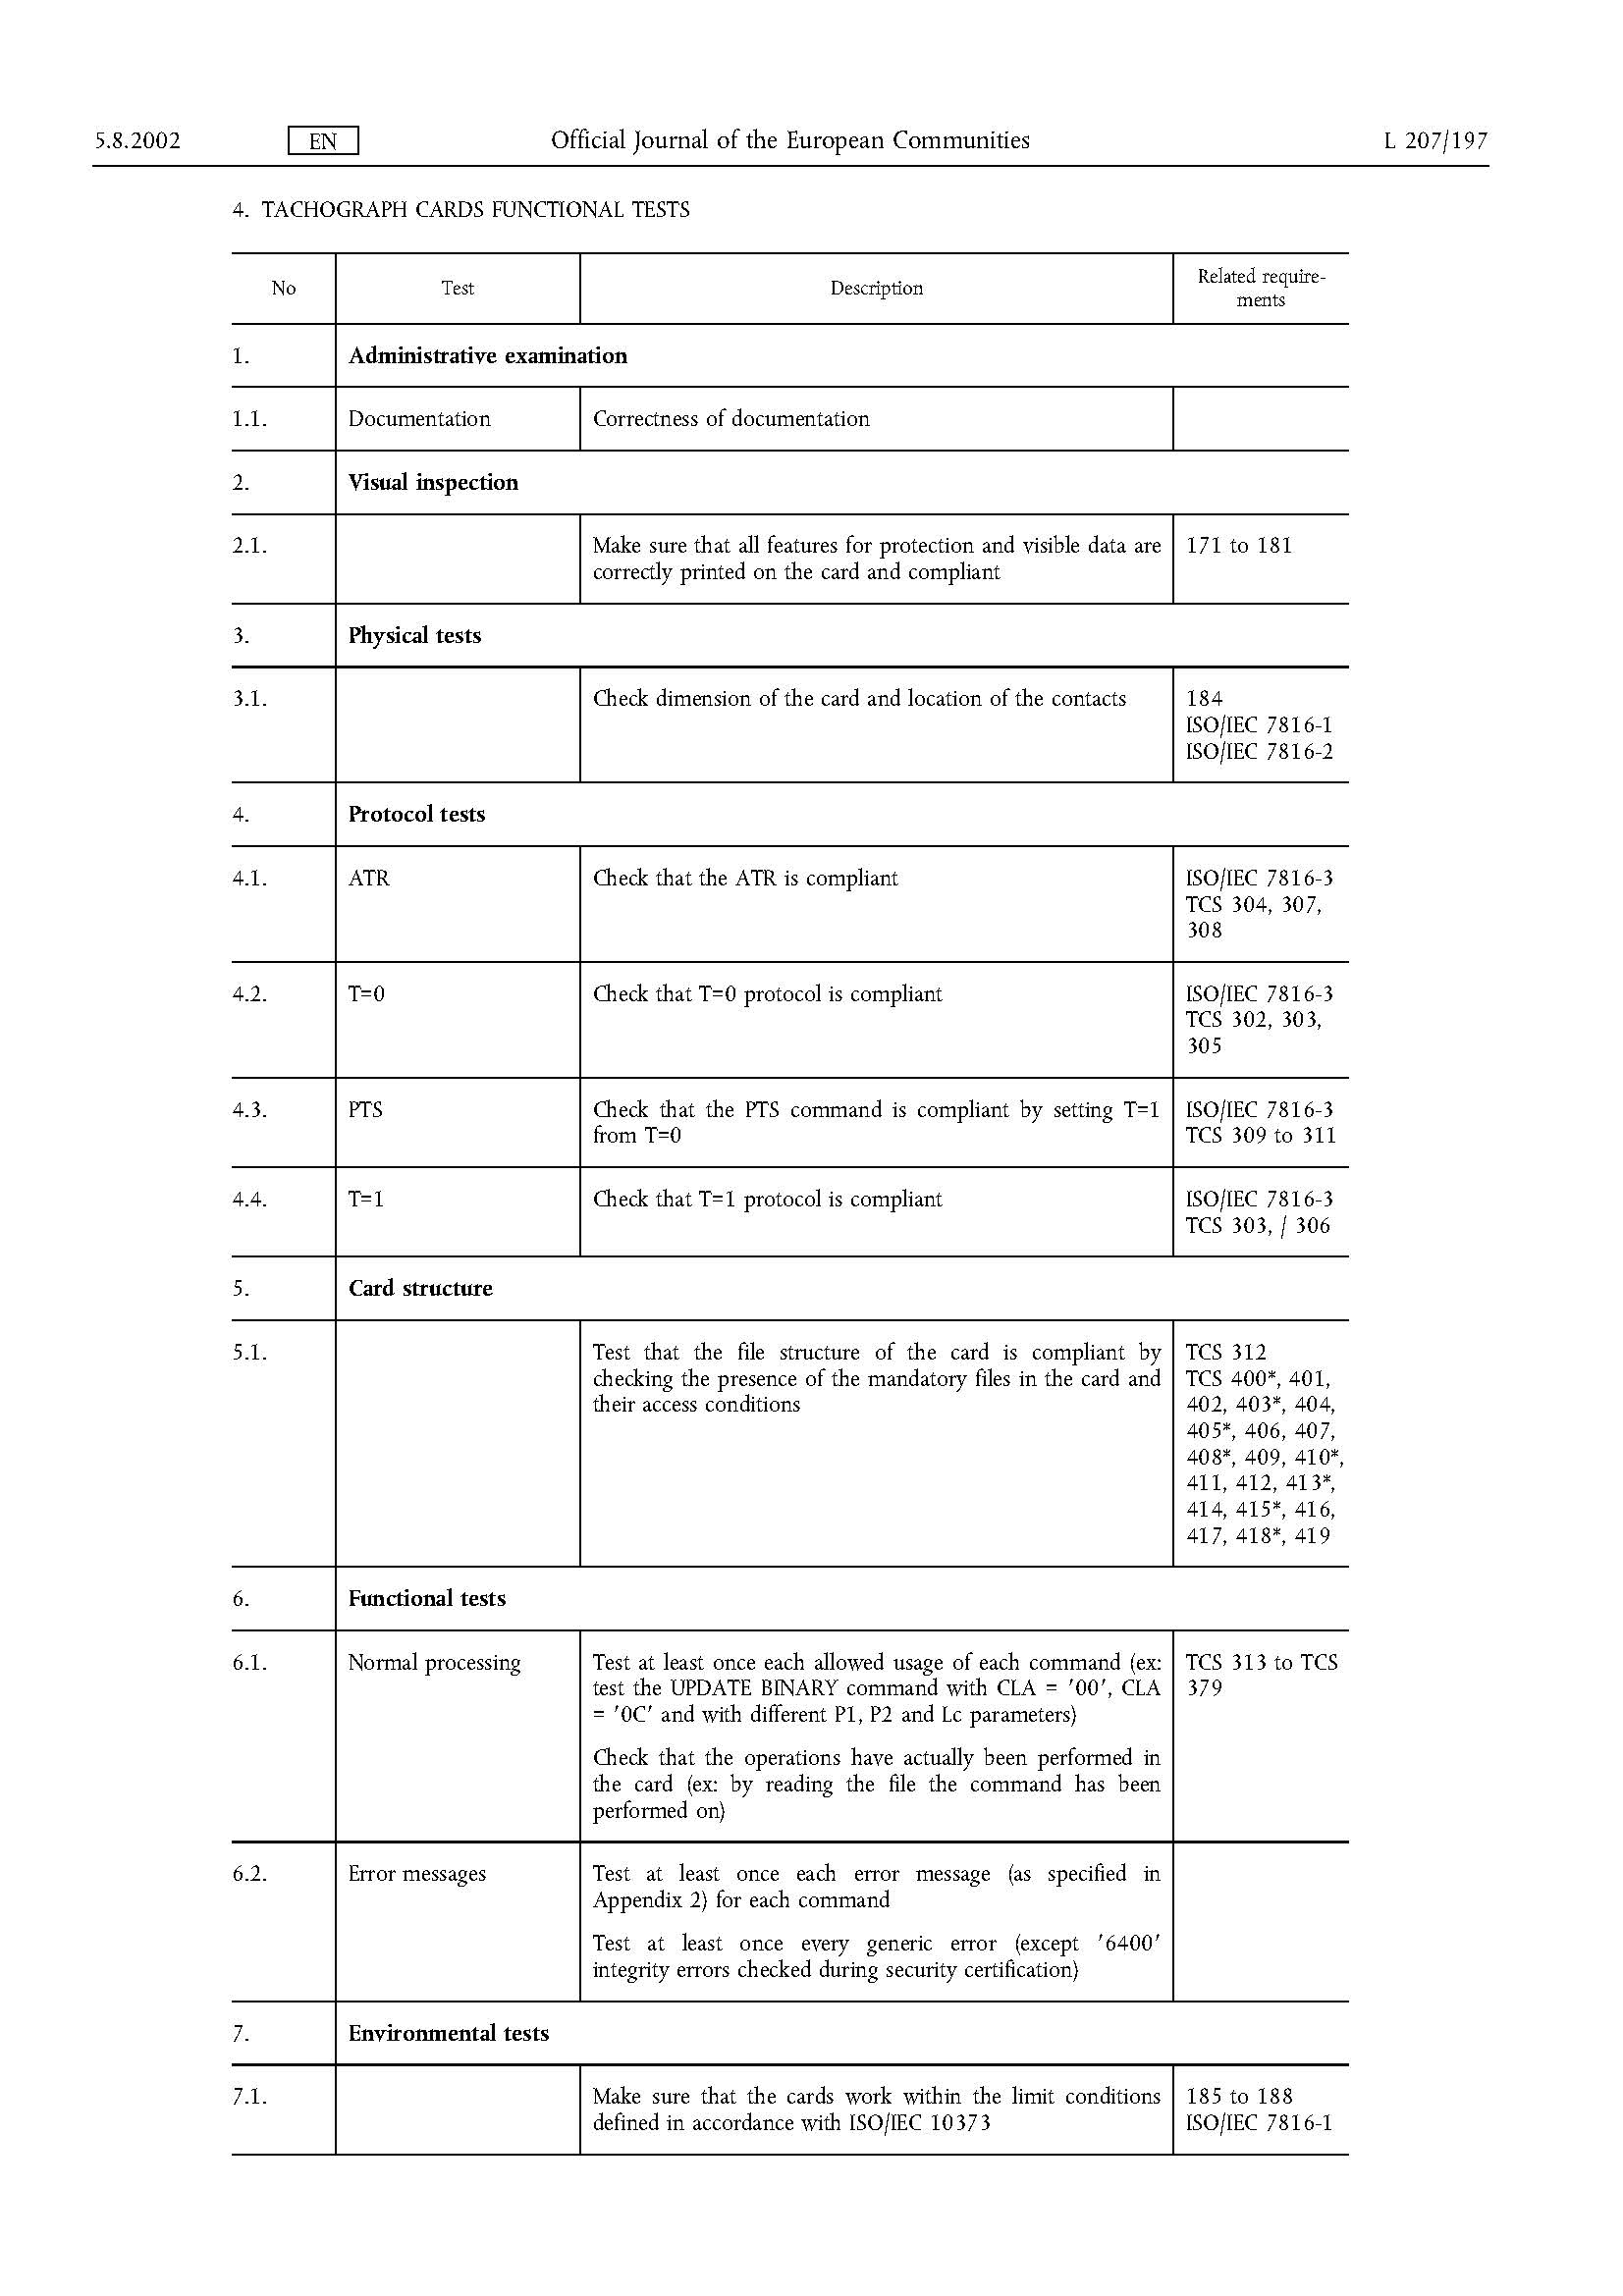 5.8.2002 EN Official Journal of the European Communities L 207/197
4. TACHOGRAPH CARDS FUNCTIONAL TESTS
No Test Description Related require-
ments
1. Administrative examination
1.1. Documentation Correctness of documentation
2. Visual inspection
2.1. Make sure that all features for protection and visible data are 171 to 181
correctly printed on the card and compliant
3. Physical tests
3.1. Check dimension of the card and location of the contacts 184
ISO/IEC 7816-1
ISO/IEC 7816-2
4. Protocol tests
4.1. ATR Check that the ATR is compliant ISO/IEC 7816-3
TCS 304, 307,
308
4.2. T=0 Check that T=0 protocol is compliant ISO/IEC 7816-3
TCS 302, 303,
305
4.3. PTS Check that the PTS command is compliant by setting T=1 ISO/IEC 7816-3
from T=0 TCS 309 to 311
4.4. T=1 Check that T=1 protocol is compliant ISO/IEC 7816-3
TCS 303, / 306
5. Card structure
5.1. Test that the file structure of the card is compliant by TCS 312
checking the presence of the mandatory files in the card and TCS 400*, 401,
their access conditions 402, 403*, 404,
405*, 406, 407,
408*, 409, 410*,
411, 412, 413*,
414, 415*, 416,
417, 418*, 419
6. Functional tests
6.1. Normal processing Test at least once each allowed usage of each command (ex: TCS 313 to TCS
test the UPDATE BINARY command with CLA = '00', CLA 379
= '0C' and with different P1, P2 and Lc parameters)
Check that the operations have actually been performed in
the card (ex: by reading the file the command has been
performed on)
6.2. Error messages Test at least once each error message (as specified in
Appendix 2) for each command
Test at least once every generic error (except '6400'
integrity errors checked during security certification)
7. Environmental tests
7.1. Make sure that the cards work within the limit conditions 185 to 188
defined in accordance with ISO/IEC 10373 ISO/IEC 7816-1